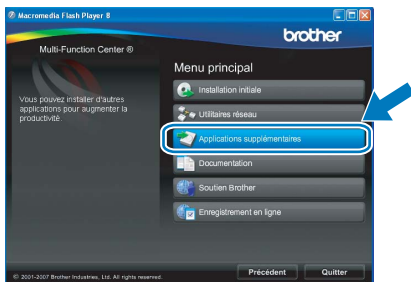 Macromedia Flash Player 8
brother
Multi-Function Center ®
Menu principal
Vous pouvez installer d'autres
applications pour augmenter la
productivité.
Installation initiale
Utilitaires réseau
Applications supplémentaires
Documentation
Soutien Brother
Enregistrement en ligne
© 2001-2007 Brother Industries, Ltd. All rights reserved.
Précédent
Quitter